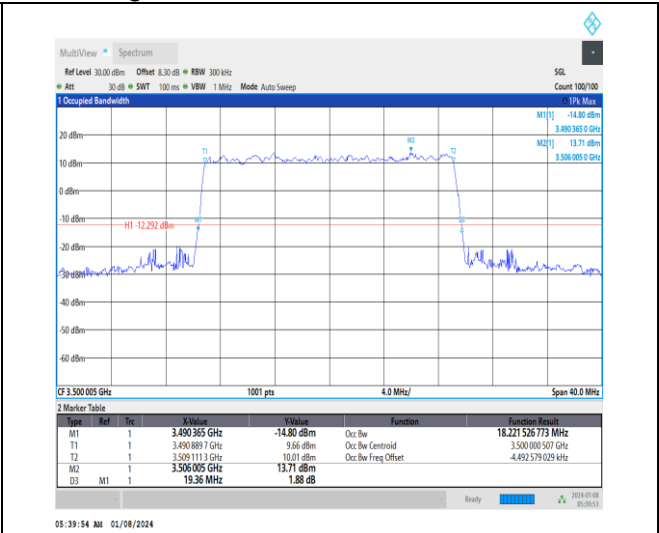 MultiView Spectrum
Ref Level 30.00 dBm Offset 8.30 dB RBW 300 kHz SGL
Att 30 dB SWT 100 ms VBW 1 MHz Mode Auto Sweep Count 100/100
1 Occupied Bandwidth 1Pk Max
M1[1] -14.80 dBm
3.490 365 0 GHz
M2[1] 13.71 dBm
3.506 005 0 GHz
20 dBm
M2
T1 T2
10 dBm
0 dBm
-10 dBm
H1 -12.292 dBm
-20 dBm
-30 dBm
-40 dBm
-50 dBm
-60 dBm
CF 3.500 005 GHz 1001 pts 4.0 MHz/ Span 40.0 MHz
2 Marker Table
Type Ref Trc X-Value Y-Value Function Function Result
M1 1 3.490 365 GHz -14.80 dBm Occ Bw 18.221 526 773 MHz
T1 1 3.490 889 7 GHz 9.66 dBm Occ Bw Centroid 3.500 000 507 GHz
T2 1 3.509 111 3 GHz 10.01 dBm Occ Bw Freq Offset -4.492 579 029 kHz
M2 1 3.506 005 GHz 13.71 dBm
D3 M1 1 19.36 MHz 1.88 dB
Ready 2024-01-08
05:39:53
05:39:54 AM 01/08/2024